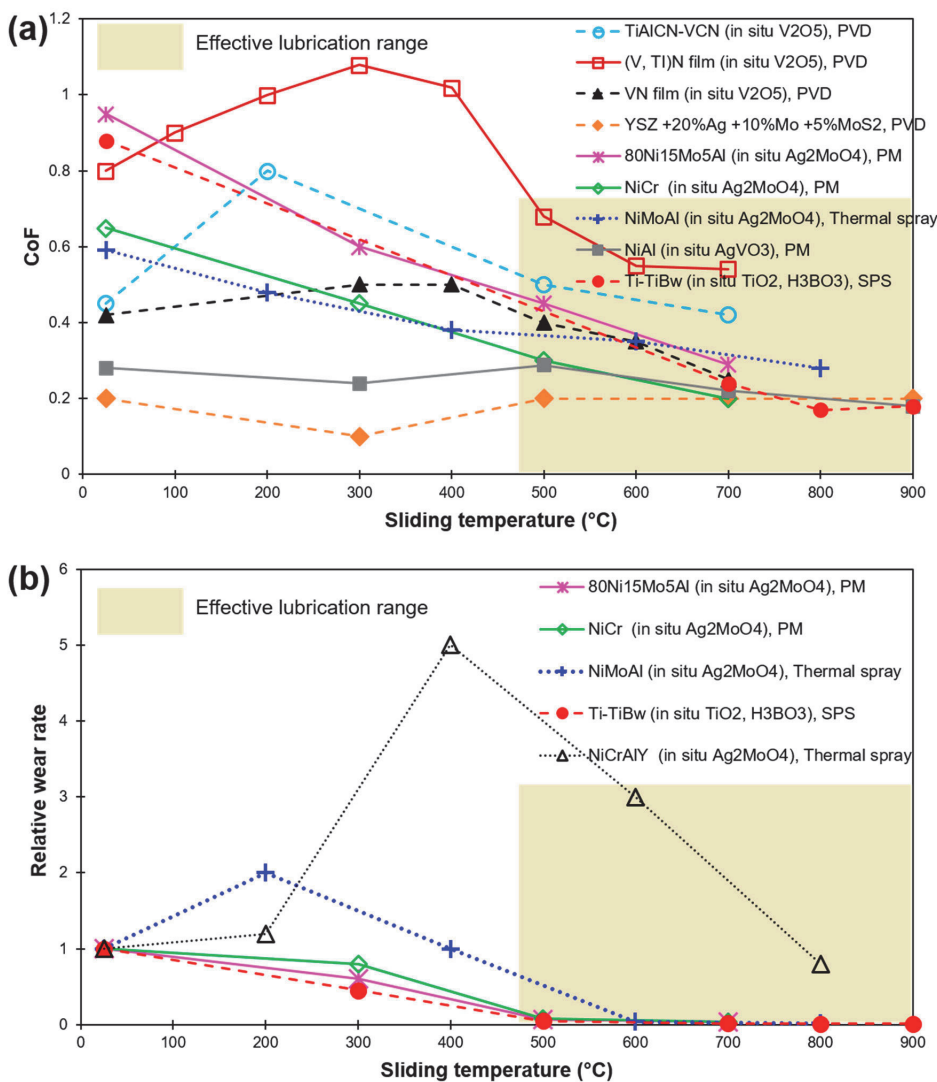 (a)
1.2
1
0.8
0.6
0.4
0.2
0
CoF
Effective lubrication range
TiAlCN-VCN (in situ V2O5), PVD
(V, TI)N film (in situ V2O5), PVD
VN film (in situ V2O5), PVD
YSZ +20%Ag +10%Mo +5%MoS2, PVD
80Ni15Mo5Al (in situ Ag2MoO4), PM
NiCr (in situ Ag2MoO4), PM
NiMoAl (in situ Ag2MoO4), Thermal spray
NiAl (in situ AgVO3), PM
Ti-TiBw (in situ TiO2, H3BO3), SPS
0 100 200 300 400 500 600 700 800 900
Sliding temperature (°C)
(b)
6
5
4
3
2
1
0
Relative wear rate
Effective lubrication range
80Ni15Mo5Al (in situ Ag2MoO4), PM
NiCr (in situ Ag2MoO4), PM
NiMoAl (in situ Ag2MoO4), Thermal spray
Ti-TiBw (in situ TiO2, H3BO3), SPS
NiCrAlY (in situ Ag2MoO4), Thermal spray
0 100 200 300 400 500 600 700 800 900
Sliding temperature (°C)